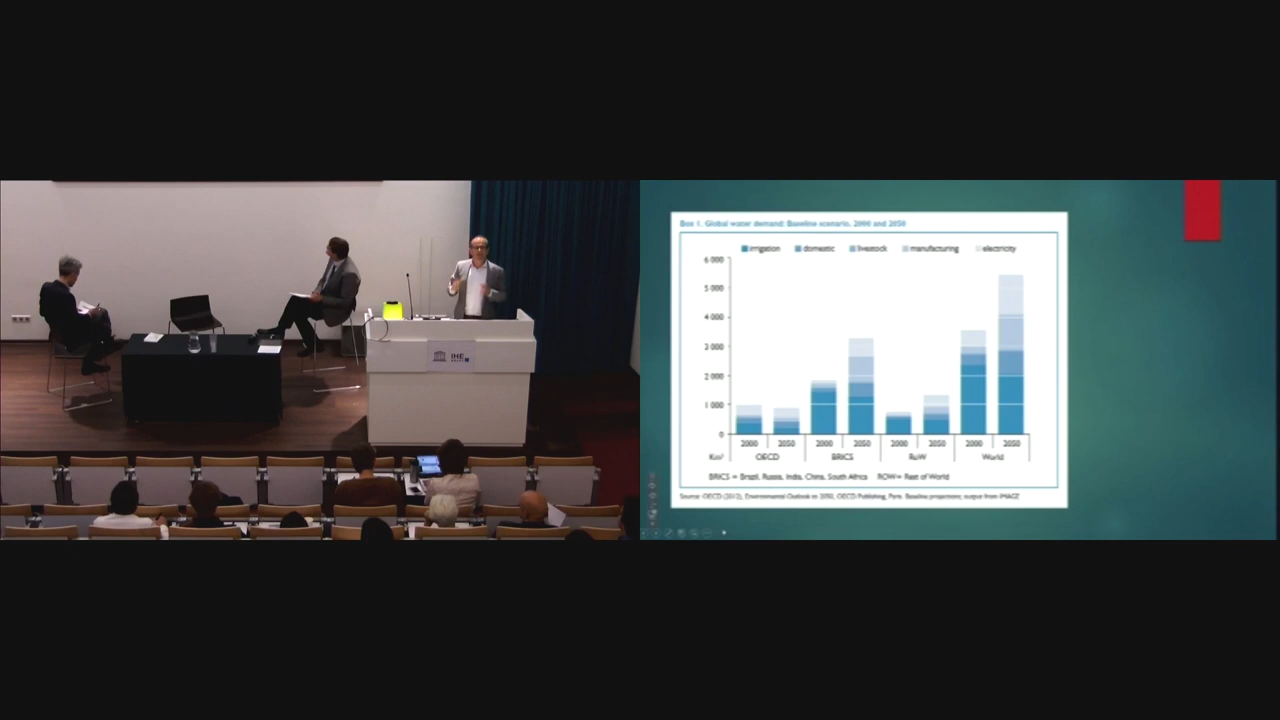 IHE
Box 1. Global water demand: Baseline scenario, 2000 and 2050
irrigation domestic livestock manufacturing electricity
6 000
5 000
4 000
3 000
2 000
1 000
0
2000 2050 2000 2050 2000 2050 2000 2050
Km³ OECD BRICS RoW World
BRICS = Brazil, Russia, India, China, South Africa ROW= Rest of World
Source: OECD (2012), Environmental Outlook to 2050, OECD Publishing, Paris. Baseline projections; output from IMAGE